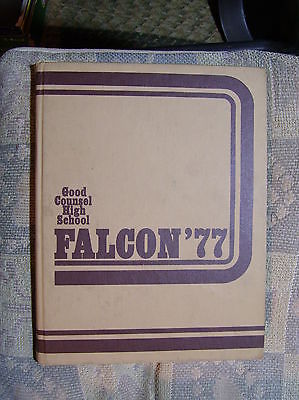 Good
Counsel
High
School
FALCON '77